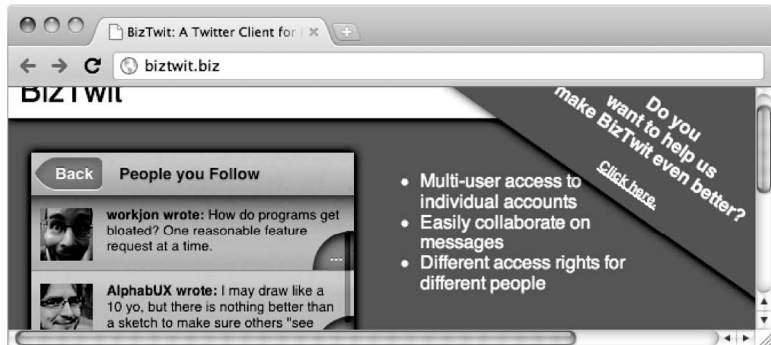 BizTwit: A Twitter Client for
biztwit.biz
BizTwit
Do you
want to help us
make BizTwit even better?
Click here.
Back
People you Follow
workjon wrote: How do programs get
bloated? One reasonable feature
request at a time.
...
AlphabUX wrote: I may draw like a
10 yo, but there is nothing better than
a sketch to make sure others "see
• Multi-user access to
individual accounts
• Easily collaborate on
messages
• Different access rights for
different people